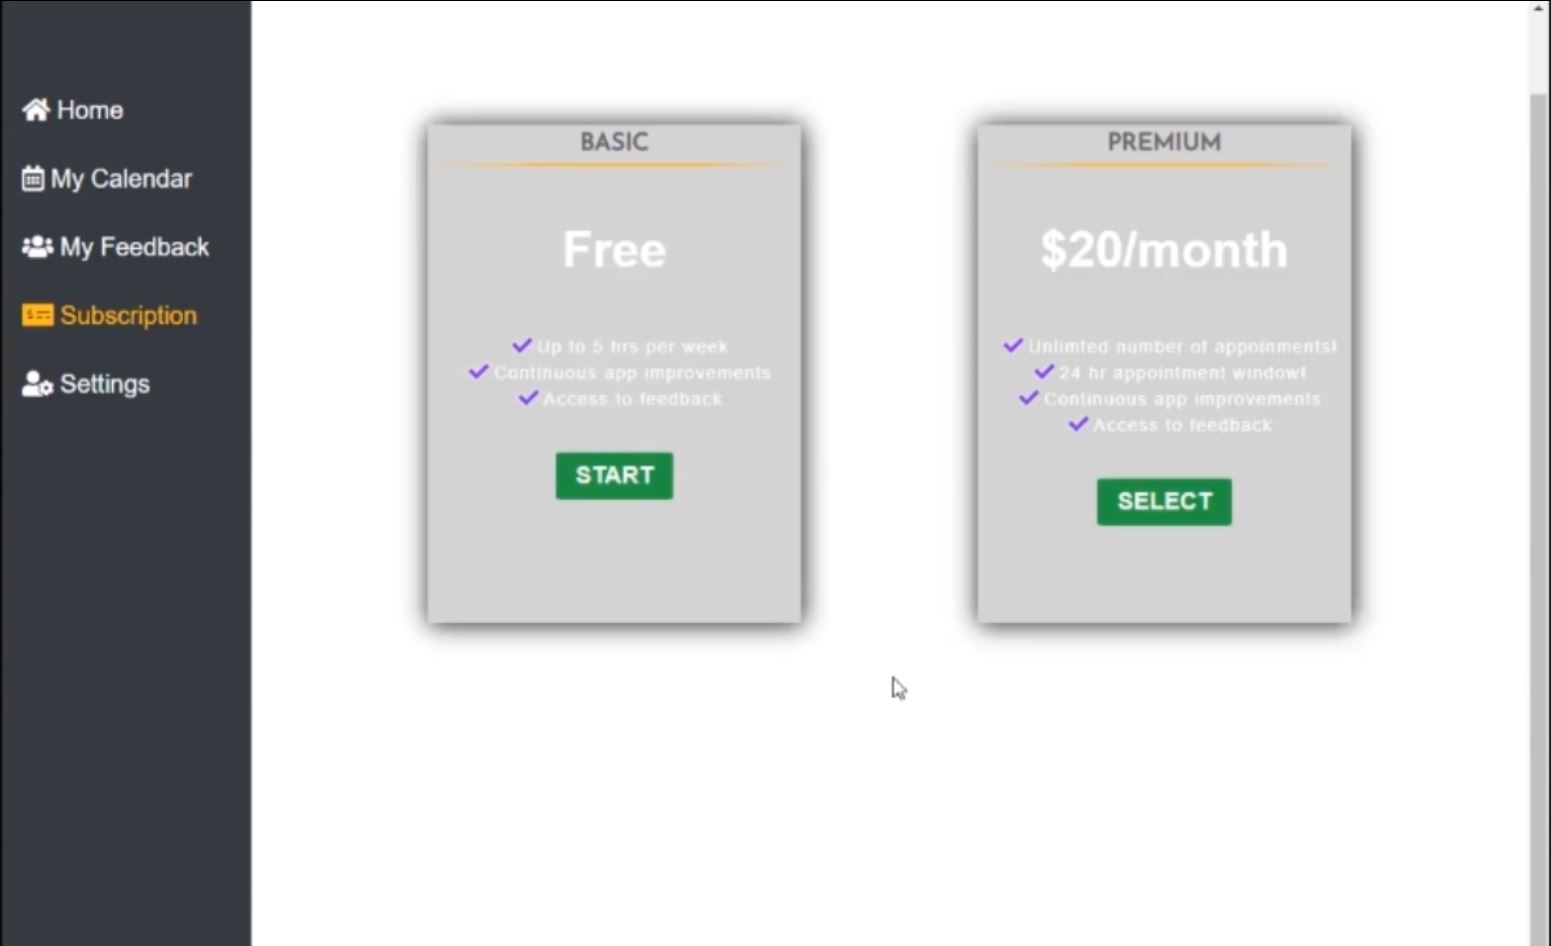 Home
My Calendar
My Feedback
Subscription
Settings
BASIC
Free
Up to 5 hrs per week
Continuous app improvements
Access to feedback
START
PREMIUM
$20/month
Unlimted number of appoinments!
24 hr appointment window!
Continuous app improvements
Access to feedback
SELECT